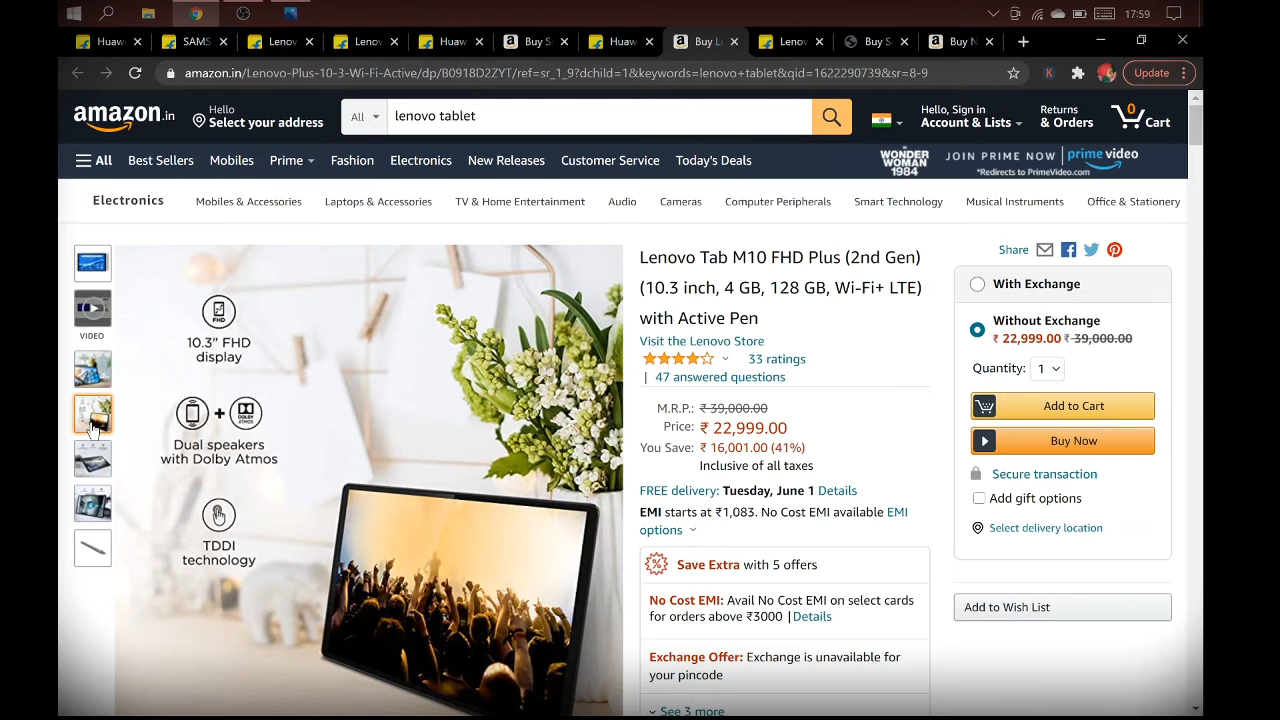 17:59
Huaw
SAMS
Lenov
Lenov
Huaw
Buy S
Huaw
Buy L
Lenov
Buy S
Buy N
amazon.in/Lenovo-Plus-10-3-Wi-Fi-Active/dp/B0918D2ZYT/ref=sr_1_9?dchild=1&keywords=lenovo+tablet&qid=1622290739&sr=8-9
K
Update
amazon.in
Hello
Select your address
All
lenovo tablet
Hello, Sign in
Account & Lists
Returns
& Orders
0
Cart
All
Best Sellers
Mobiles
Prime
Fashion
Electronics
New Releases
Customer Service
Today's Deals
WONDER
WOMAN
1984
JOIN PRIME NOW
prime video
*Redirects to PrimeVideo.com
Electronics
Mobiles & Accessories
Laptops & Accessories
TV & Home Entertainment
Audio
Cameras
Computer Peripherals
Smart Technology
Musical Instruments
Office & Stationery
VIDEO
FHD
10.3" FHD
display
+
DOLBY
ATMOS
Dual speakers
with Dolby Atmos
TDDI
technology
Lenovo Tab M10 FHD Plus (2nd Gen)
(10.3 inch, 4 GB, 128 GB, Wi-Fi+ LTE)
with Active Pen
Visit the Lenovo Store
33 ratings
| 47 answered questions
M.R.P.: ₹ 39,000.00
Price: ₹ 22,999.00
You Save: ₹ 16,001.00 (41%)
Inclusive of all taxes
FREE delivery: Tuesday, June 1 Details
EMI starts at ₹1,083. No Cost EMI available EMI
options
Save Extra with 5 offers
No Cost EMI: Avail No Cost EMI on select cards
for orders above ₹3000 |Details
Exchange Offer: Exchange is unavailable for
your pincode
See 3 more
Share
With Exchange
Without Exchange
₹ 22,999.00 ₹ 39,000.00
Quantity: 1
Add to Cart
Buy Now
Secure transaction
Add gift options
Select delivery location
Add to Wish List